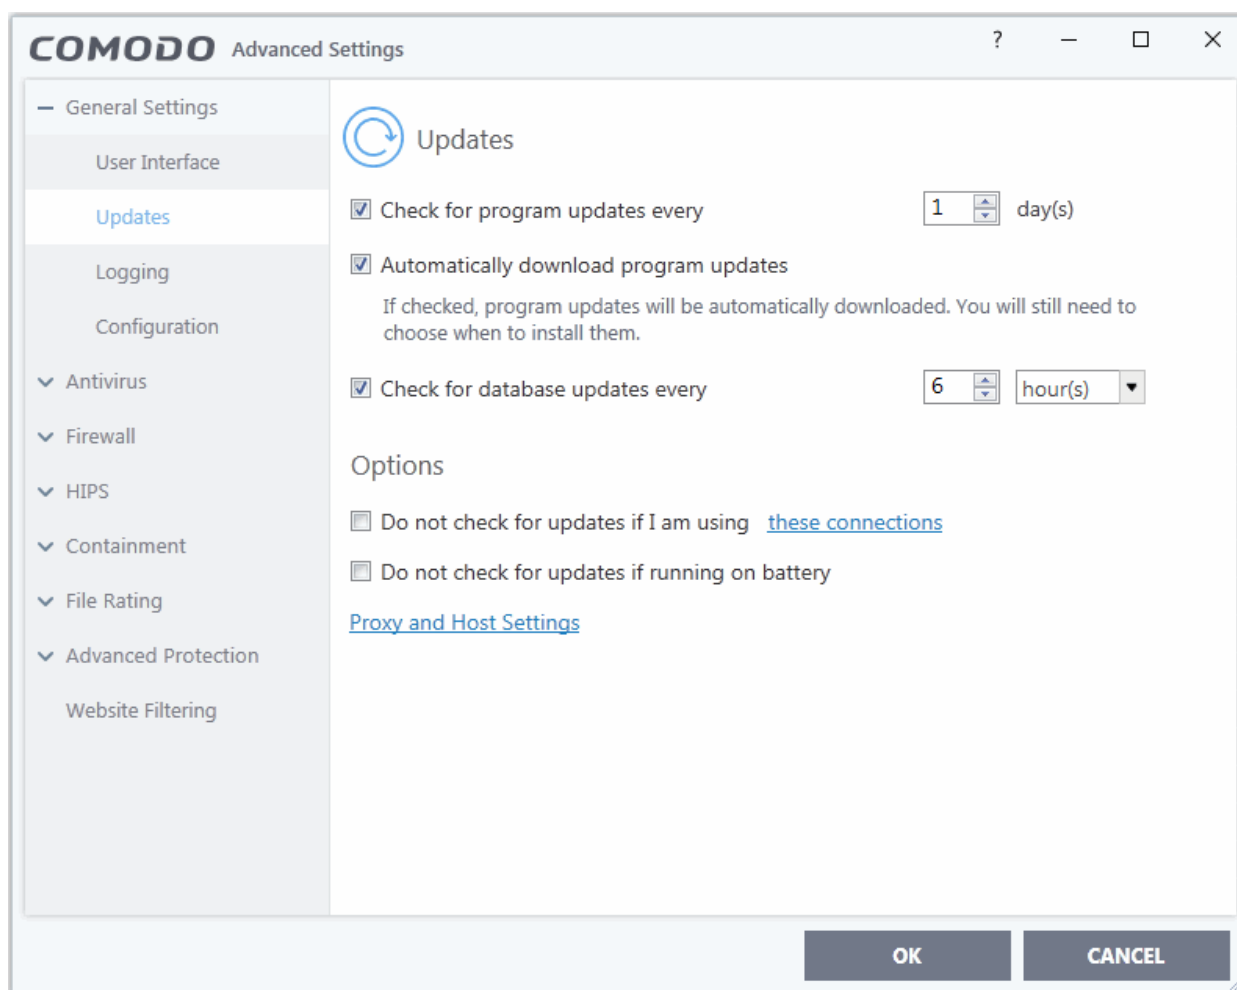 COMODO Advanced Settings ?
General Settings
User Interface
Updates
Logging
Configuration
Antivirus
Firewall
HIPS
Containment
File Rating
Advanced Protection
Website Filtering
Updates
Check for program updates every 1 day(s)
Automatically download program updates
If checked, program updates will be automatically downloaded. You will still need to
choose when to install them.
Check for database updates every 6 hour(s)
Options
Do not check for updates if I am using these connections
Do not check for updates if running on battery
Proxy and Host Settings
OK CANCEL